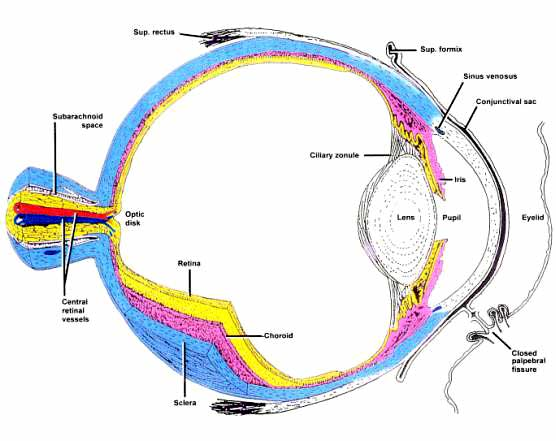 Sup. rectus
Sup. formix
Sinus venosus
Conjunctival sac
Subarachnoid
space
Ciliary zonule
Iris
Optic
disk
Lens
Pupil
Eyelid
Retina
Central
retinal
vessels
Choroid
Closed
palpebral
fissure
Sclera